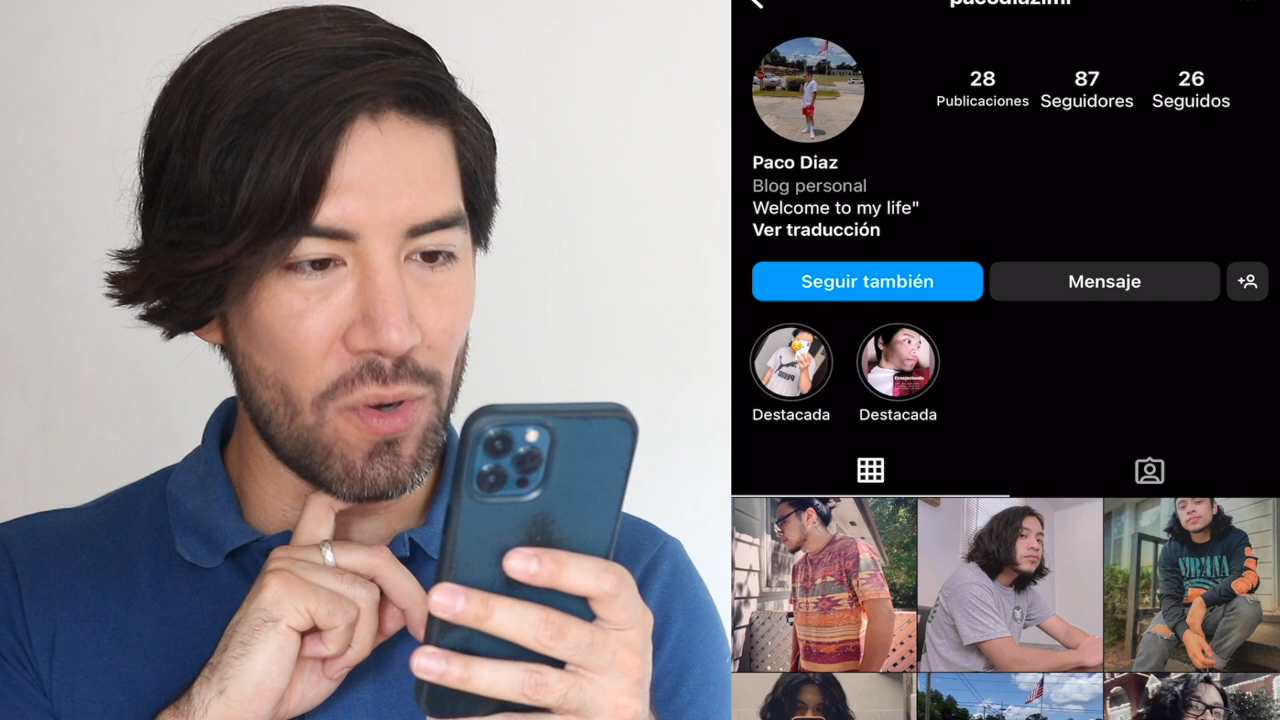 28 87 26
Publicaciones Seguidores Seguidos
Paco Diaz
Blog personal
Welcome to my life"
Ver traducción
Seguir también Mensaje
Destacada Destacada
NIRVANA